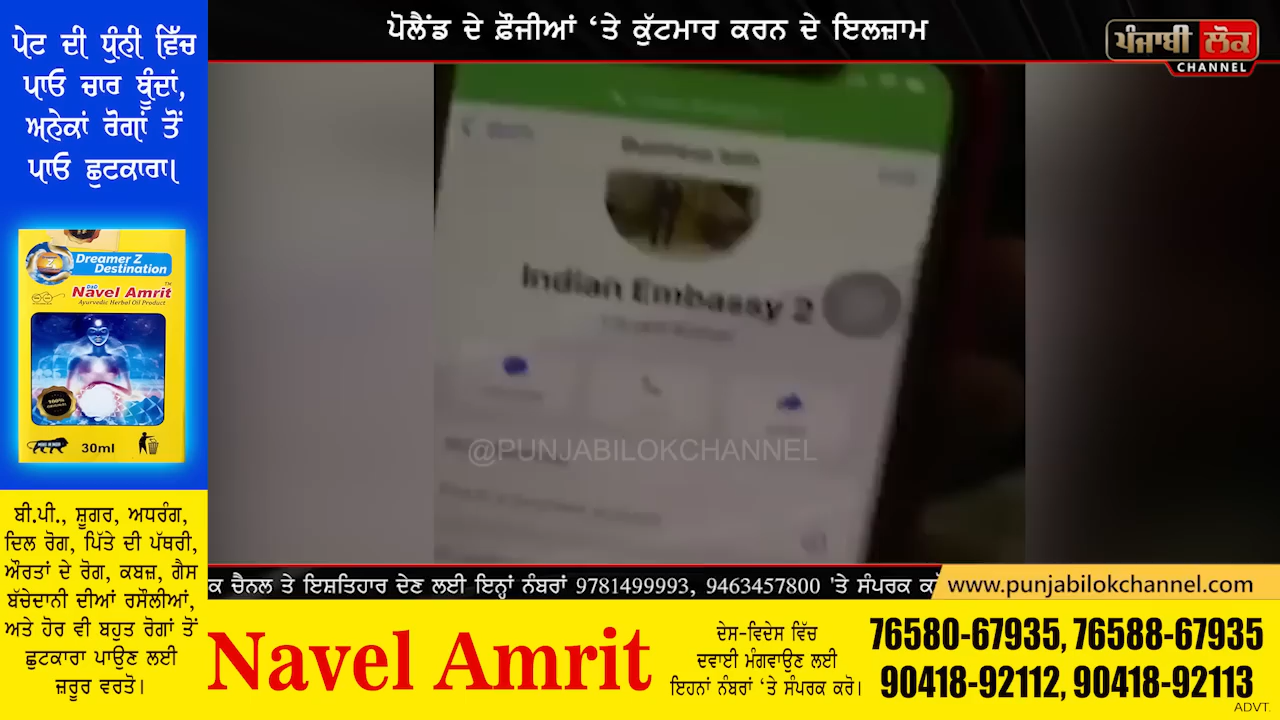 ਪੋਲੈਂਡ ਦੇ ਫ਼ੌਜੀਆਂ ‘ਤੇ ਕੁੱਟਮਾਰ ਕਰਨ ਦੇ ਇਲਜ਼ਾਮ
ਪੰਜਾਬੀ ਲੋਕ
CHANNEL
ਪੇਟ ਦੀ ਧੁੰਨੀ ਵਿੱਚ
ਪਾਓ ਚਾਰ ਬੂੰਦਾਂ,
ਅਨੇਕਾਂ ਰੋਗਾਂ ਤੋਂ
ਪਾਓ ਛੁਟਕਾਰਾ।
Dreamer Z
Destination
Navel Amrit
Ayurvedic Herbal Oil Product
30ml
ਬੀ.ਪੀ., ਸ਼ੂਗਰ, ਅਧਰੰਗ,
ਦਿਲ ਰੋਗ, ਪਿੱਤੇ ਦੀ ਪੱਥਰੀ,
ਔਰਤਾਂ ਦੇ ਰੋਗ, ਕਬਜ਼, ਗੈਸ
ਬੱਚੇਦਾਨੀ ਦੀਆਂ ਰਸੌਲੀਆਂ,
ਅਤੇ ਹੋਰ ਵੀ ਬਹੁਤ ਰੋਗਾਂ ਤੋਂ
ਛੁਟਕਾਰਾ ਪਾਉਣ ਲਈ
ਜ਼ਰੂਰ ਵਰਤੋ।
Indian Embassy 2
@PUNJABILOKCHANNEL
ਕ ਚੈਨਲ ਤੇ ਇਸ਼ਤਿਹਾਰ ਦੇਣ ਲਈ ਇਨ੍ਹਾਂ ਨੰਬਰਾਂ 9781499993, 9463457800 'ਤੇ ਸੰਪਰਕ
www.punjabilokchannel.com
Navel Amrit
ਦੇਸ-ਵਿਦੇਸ ਵਿੱਚ
ਦਵਾਈ ਮੰਗਵਾਉਣ ਲਈ
ਇਹਨਾਂ ਨੰਬਰਾਂ ‘ਤੇ ਸੰਪਰਕ ਕਰੋ।
76580-67935, 76588-67935
90418-92112, 90418-92113
ADVT.